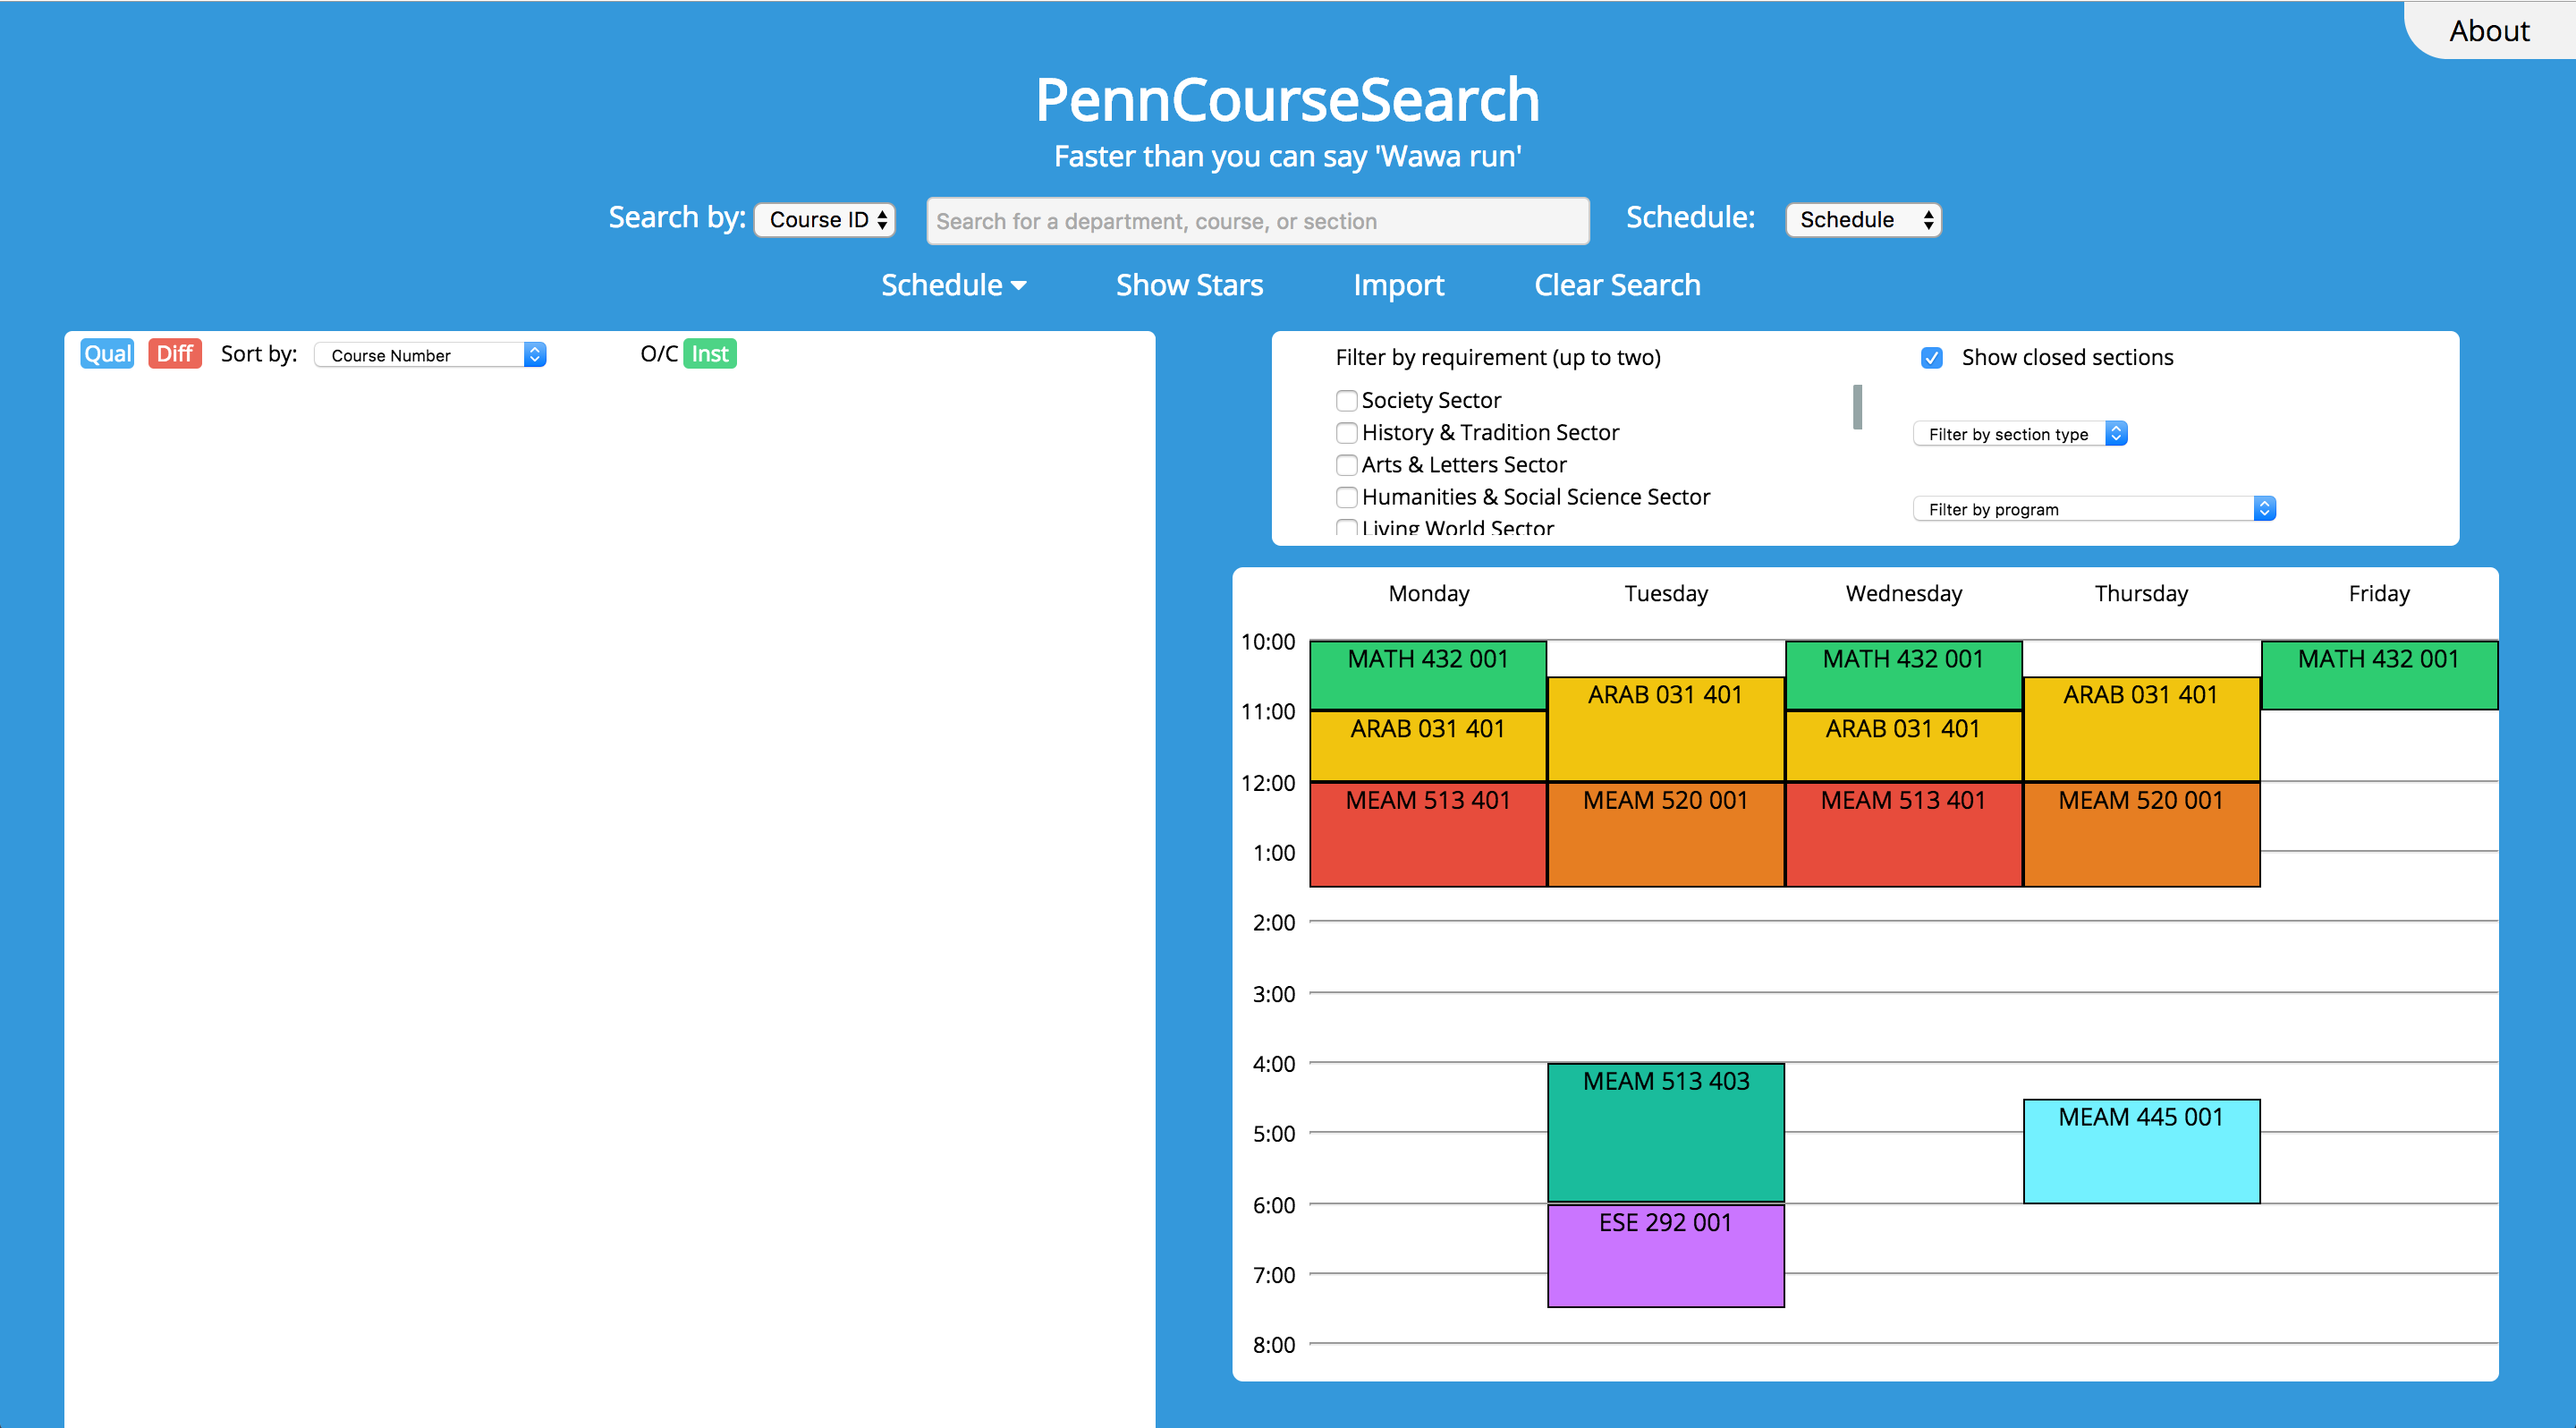 About
PennCourseSearch
Faster than you can say 'Wawa run'
Search by: Course ID Search for a department, course, or section Schedule: Schedule
Schedule Show Stars Import Clear Search
Qual Diff Sort by: Course Number O/C Inst
Filter by requirement (up to two) Show closed sections
Society Sector
History & Tradition Sector
Filter by section type
Arts & Letters Sector
Humanities & Social Science Sector
Filter by program
Living World Sector
Monday Tuesday Wednesday Thursday Friday
10:00
MATH 432 001 MATH 432 001 MATH 432 001
ARAB 031 401 ARAB 031 401
11:00
ARAB 031 401 ARAB 031 401
12:00
MEAM 513 401 MEAM 520 001 MEAM 513 401 MEAM 520 001
1:00
2:00
3:00
4:00
MEAM 513 403
MEAM 445 001
5:00
6:00
ESE 292 001
7:00
8:00